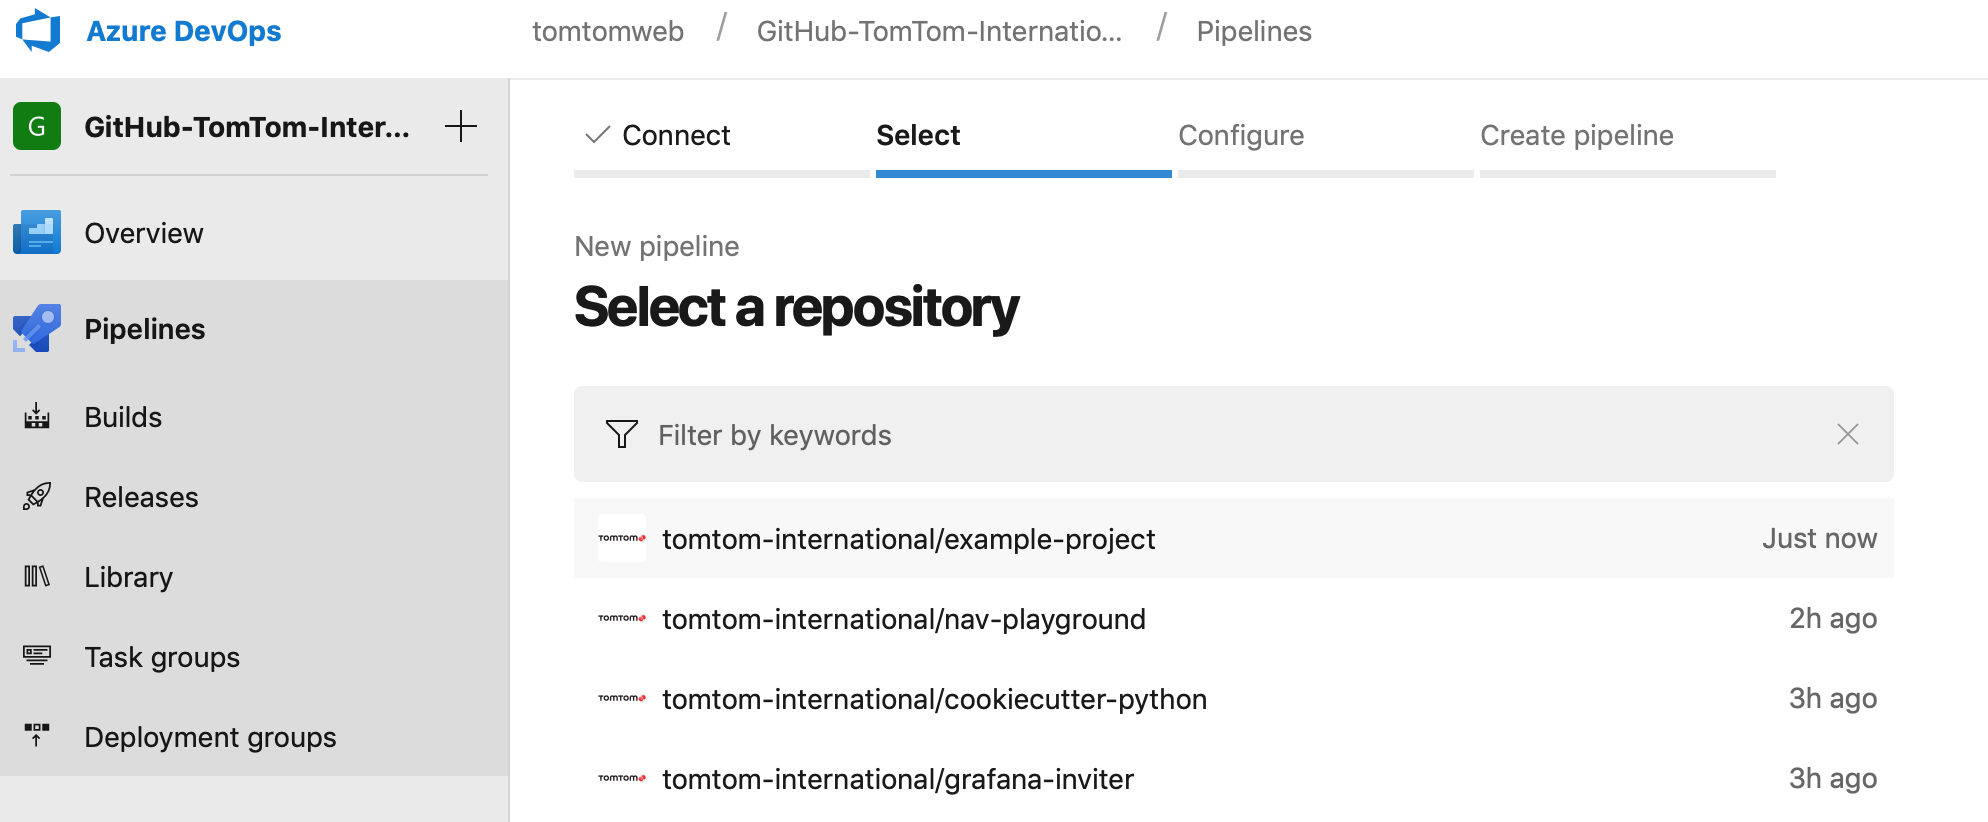 Azure DevOps
tomtomweb / GitHub-TomTom-Internatio... / Pipelines
G GitHub-TomTom-Inter...
Overview
Pipelines
Builds
Releases
Library
Task groups
Deployment groups
Connect Select Configure Create pipeline
New pipeline
Select a repository
Filter by keywords
TOMTOM tomtom-international/example-project Just now
TOMTOM tomtom-international/nav-playground 2h ago
TOMTOM tomtom-international/cookiecutter-python 3h ago
TOMTOM tomtom-international/grafana-inviter 3h ago